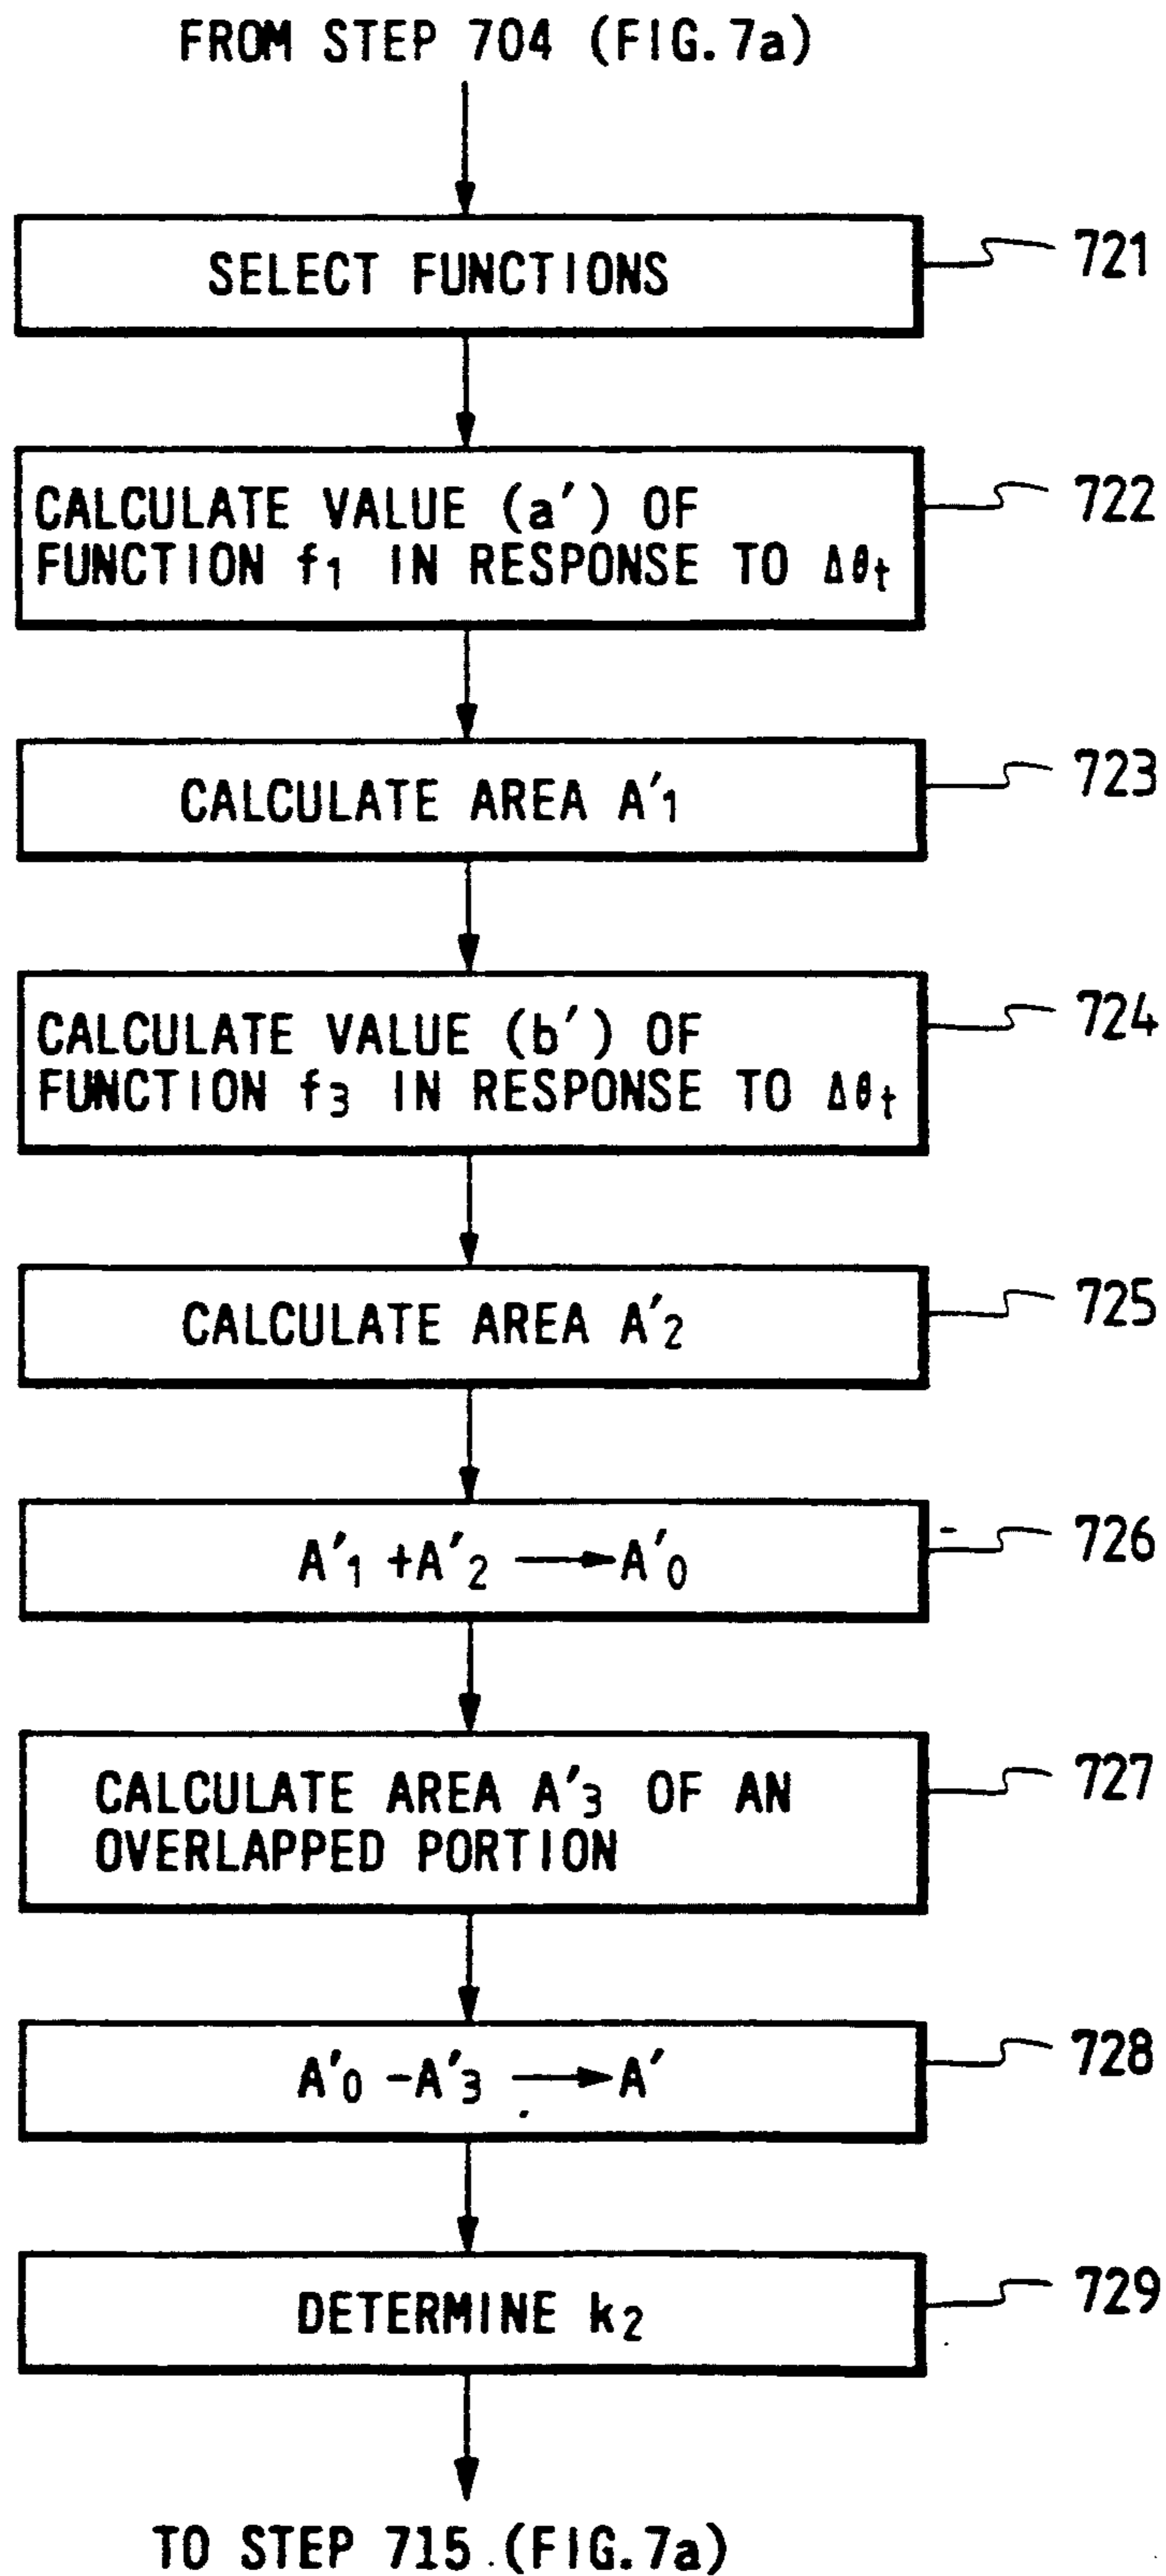 FROM STEP 704 (FIG.7a)
SELECT FUNCTIONS
721
CALCULATE VALUE (a′) OF
FUNCTION f₁ IN RESPONSE TO Δθₜ
722
CALCULATE AREA A′₁
723
CALCULATE VALUE (b′) OF
FUNCTION f₃ IN RESPONSE TO Δθₜ
724
CALCULATE AREA A′₂
725
A′₁ +A′₂ → A′₀
726
CALCULATE AREA A′₃ OF AN
OVERLAPPED PORTION
727
A′₀ -A′₃ → A′
728
DETERMINE k₂
729
TO STEP 715 (FIG.7a)